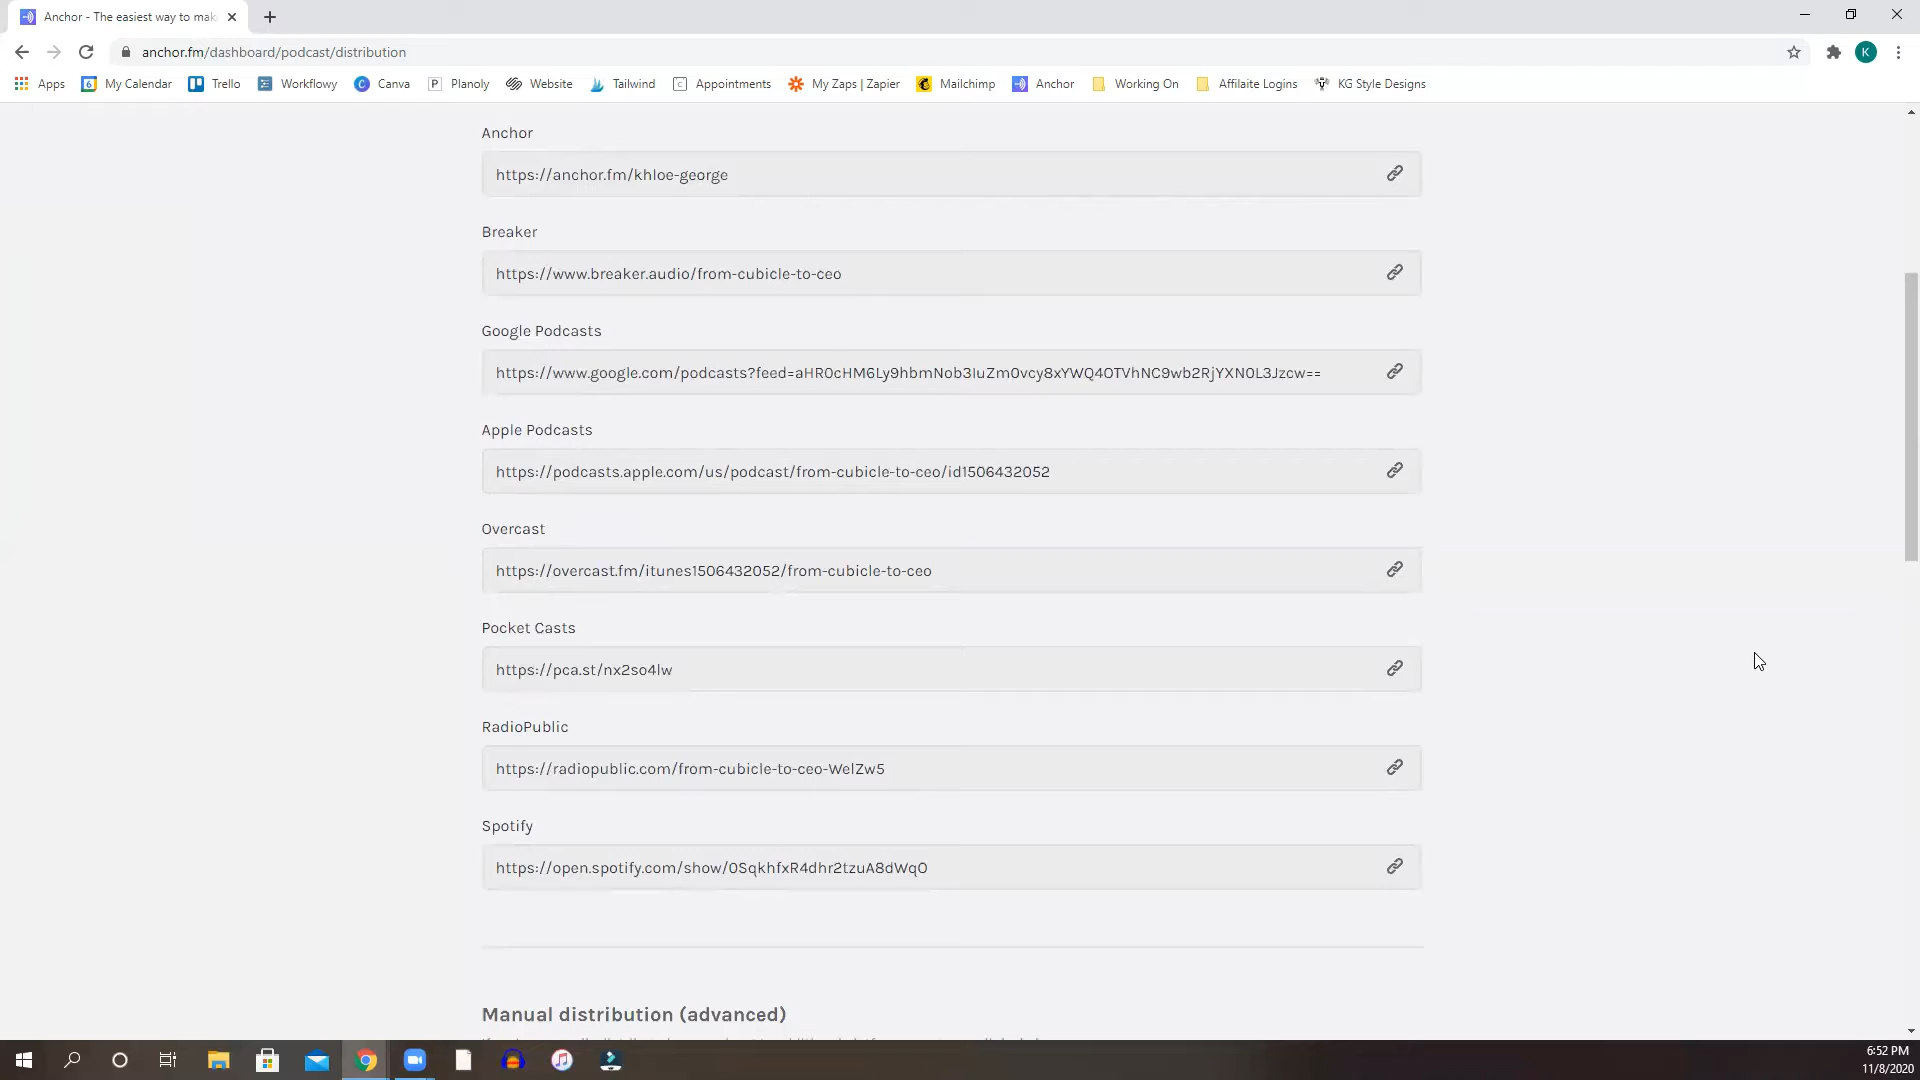 Anchor - The easiest way to mak
anchor.fm/dashboard/podcast/distribution
K
Apps My Calendar Trello Workflowy Canva Planoly Website Tailwind Appointments My Zaps | Zapier Mailchimp Anchor Working On Affilaite Logins KG Style Designs
Anchor
https://anchor.fm/khloe-george
Breaker
https://www.breaker.audio/from-cubicle-to-ceo
Google Podcasts
https://www.google.com/podcasts?feed=aHR0cHM6Ly9hbmNob3IuZm0vcy8xYWQ4OTVhNC9wb2RjYXN0L3Jzcw==
Apple Podcasts
https://podcasts.apple.com/us/podcast/from-cubicle-to-ceo/id1506432052
Overcast
https://overcast.fm/itunes1506432052/from-cubicle-to-ceo
Pocket Casts
https://pca.st/nx2so4lw
RadioPublic
https://radiopublic.com/from-cubicle-to-ceo-WelZw5
Spotify
https://open.spotify.com/show/0SqkhfxR4dhr2tzuA8dWqO
Manual distribution (advanced)
6:52 PM
11/8/2020